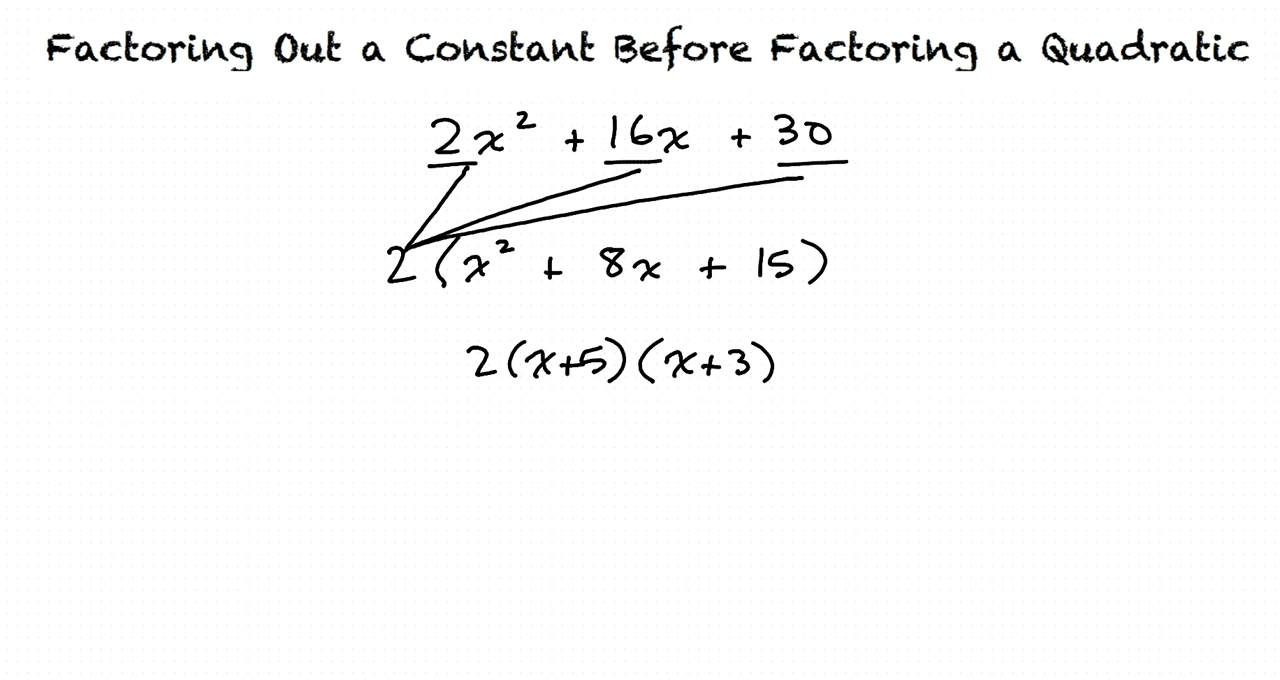 Factoring Out a Constant Before Factoring a Quadratic
2x² + 16x + 30
2(x² + 8x + 15)
2(x+5)(x+3)